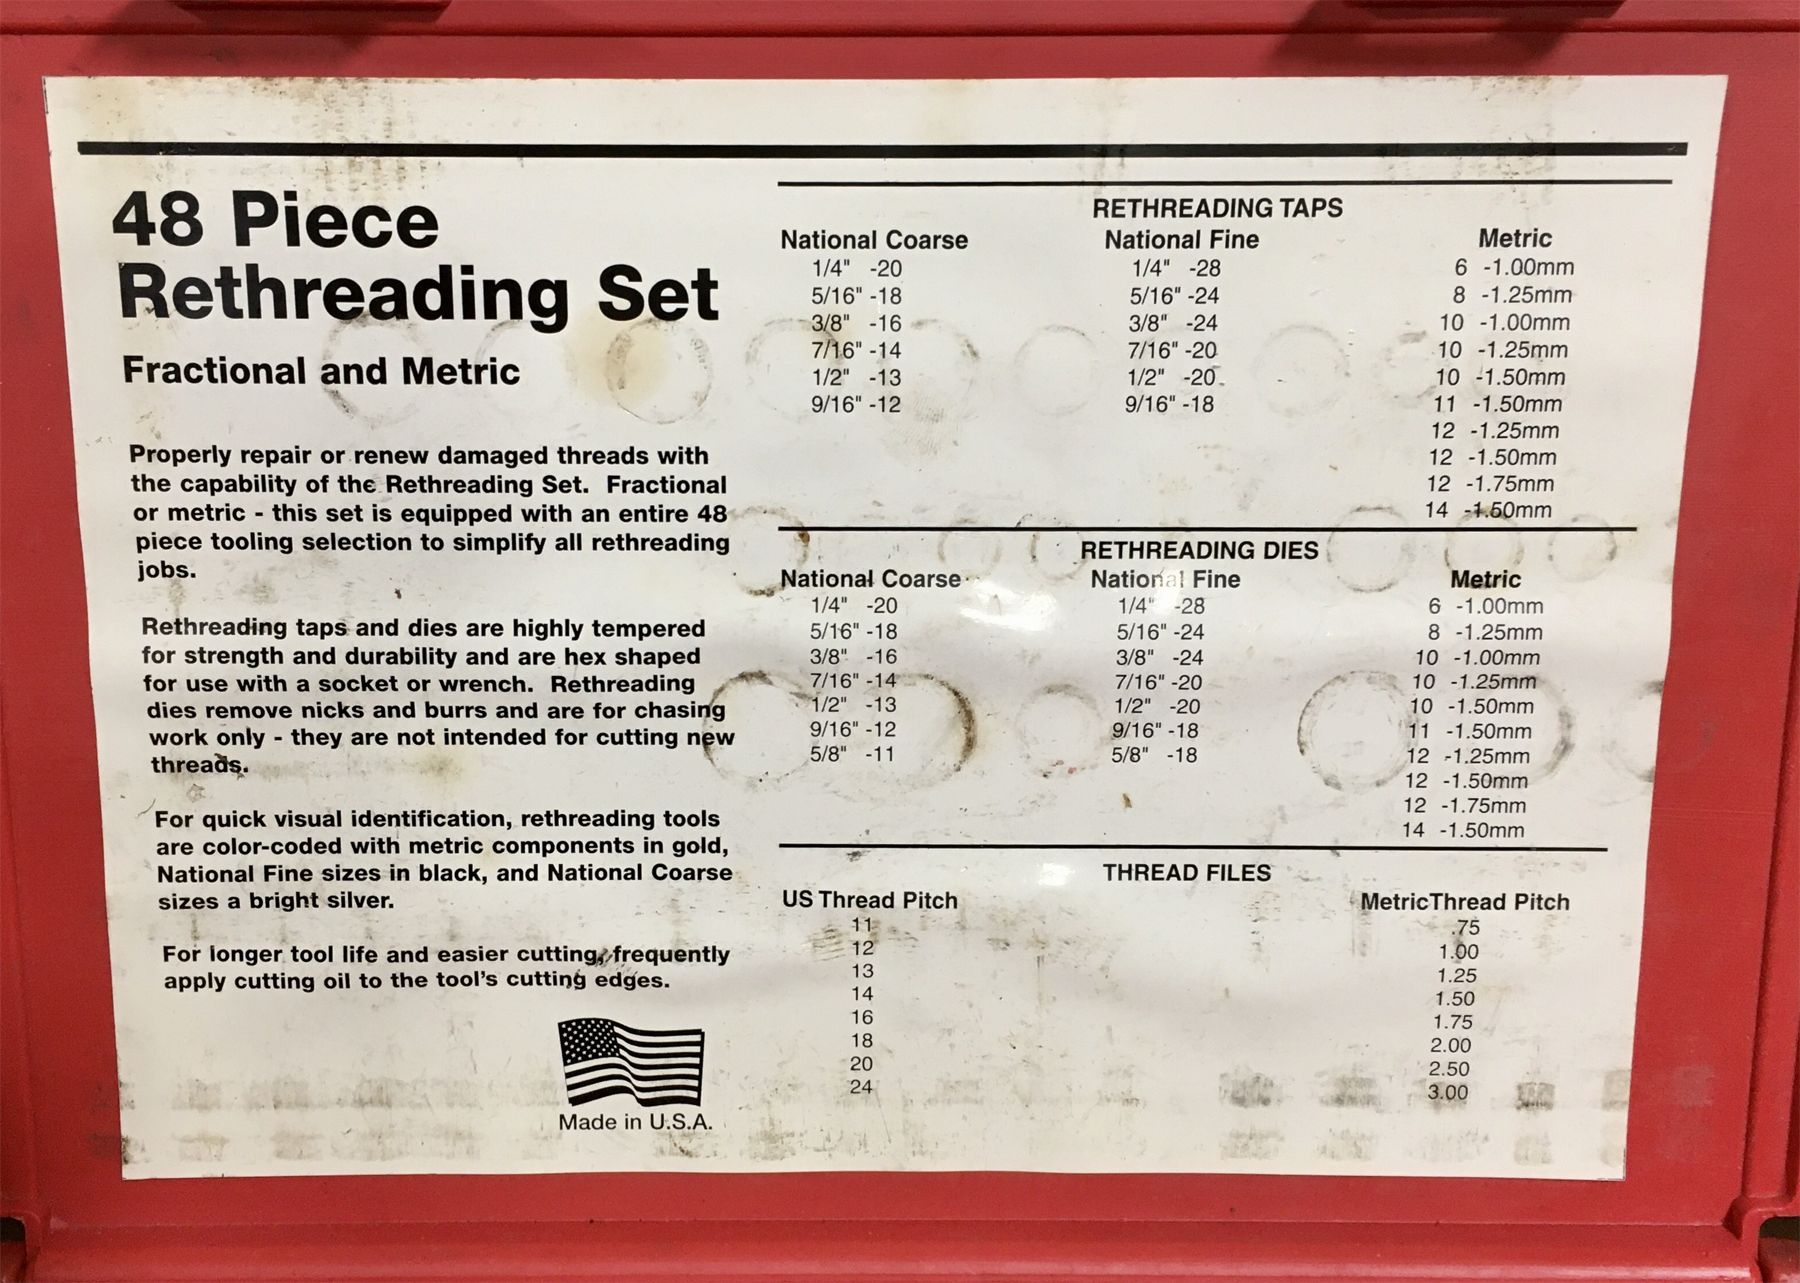 48 Piece
Rethreading Set
Fractional and Metric
Properly repair or renew damaged threads with
the capability of the Rethreading Set. Fractional
or metric - this set is equipped with an entire 48
piece tooling selection to simplify all rethreading
jobs.
Rethreading taps and dies are highly tempered
for strength and durability and are hex shaped
for use with a socket or wrench. Rethreading
dies remove nicks and burrs and are for chasing
work only - they are not intended for cutting new
threads.
For quick visual identification, rethreading tools
are color-coded with metric components in gold,
National Fine sizes in black, and National Coarse
sizes a bright silver.
For longer tool life and easier cutting, frequently
apply cutting oil to the tool's cutting edges.
Made in U.S.A.
RETHREADING TAPS
National Coarse National Fine Metric
1/4" -20 1/4" -28 6 -1.00mm
5/16" -18 5/16" -24 8 -1.25mm
3/8" -16 3/8" -24 10 -1.00mm
7/16" -14 7/16" -20 10 -1.25mm
1/2" -13 1/2" -20 10 -1.50mm
9/16" -12 9/16" -18 11 -1.50mm
12 -1.25mm
12 -1.50mm
12 -1.75mm
14 -1.50mm
RETHREADING DIES
National Coarse National Fine Metric
1/4" -20 1/4" -28 6 -1.00mm
5/16" -18 5/16" -24 8 -1.25mm
3/8" -16 3/8" -24 10 -1.00mm
7/16" -14 7/16" -20 10 -1.25mm
1/2" -13 1/2" -20 10 -1.50mm
9/16" -12 9/16" -18 11 -1.50mm
5/8" -11 5/8" -18 12 -1.25mm
12 -1.50mm
12 -1.75mm
14 -1.50mm
THREAD FILES
US Thread Pitch MetricThread Pitch
11 .75
12 1.00
13 1.25
14 1.50
16 1.75
18 2.00
20 2.50
24 3.00